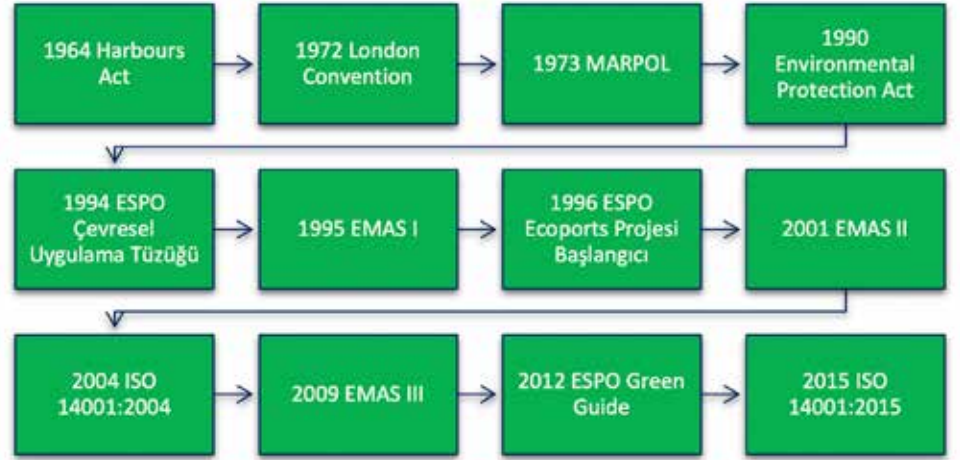 1964 Harbours
Act
1972 London
Convention
1973 MARPOL
1990
Environmental
Protection Act
1994 ESPO
Çevresel
Uygulama Tüzüğü
1995 EMAS I
1996 ESPO
Ecoports Projesi
Başlangıcı
2001 EMAS II
2004 ISO
14001:2004
2009 EMAS III
2012 ESPO Green
Guide
2015 ISO
14001:2015